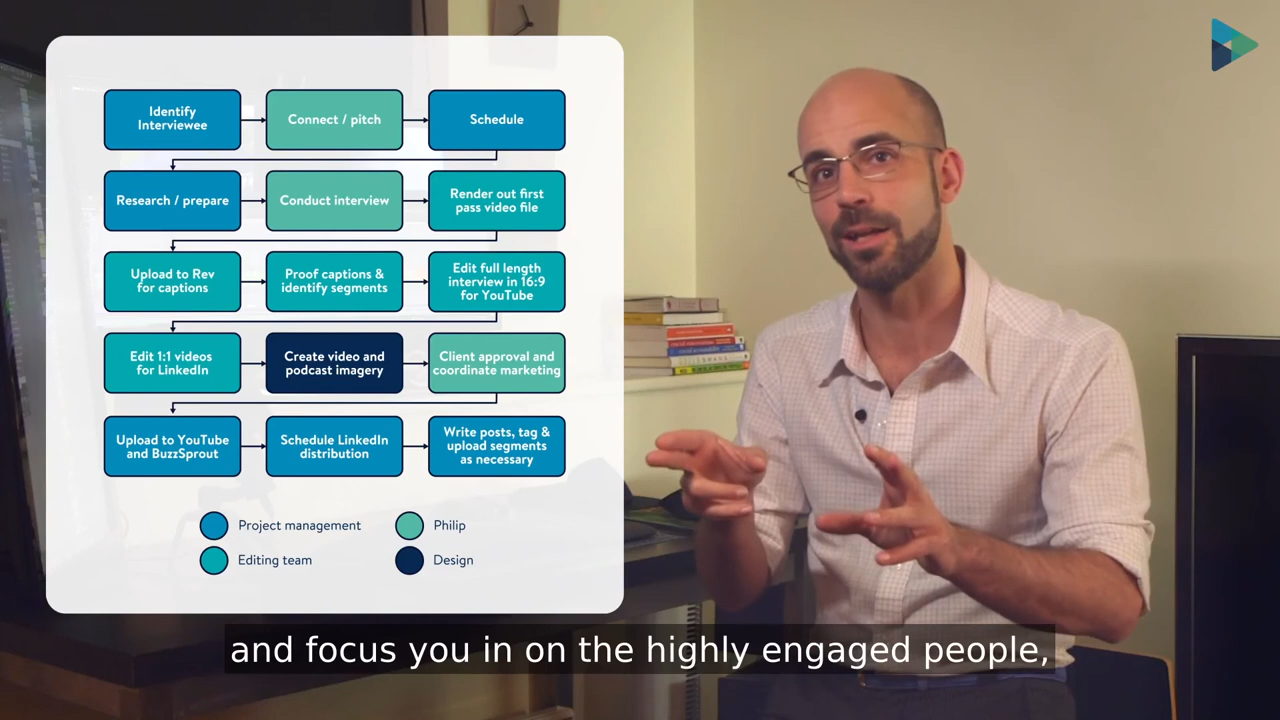 Identify
Interviewee
Connect / pitch
Schedule
Research / prepare
Conduct interview
Render out first
pass video file
Upload to Rev
for captions
Proof captions &
identify segments
Edit full length
interview in 16:9
for YouTube
Edit 1:1 videos
for LinkedIn
Create video and
podcast imagery
Client approval and
coordinate marketing
Upload to YouTube
and BuzzSprout
Schedule LinkedIn
distribution
Write posts, tag &
upload segments
as necessary
Project management
Philip
Editing team
Design
and focus you in on the highly engaged people,